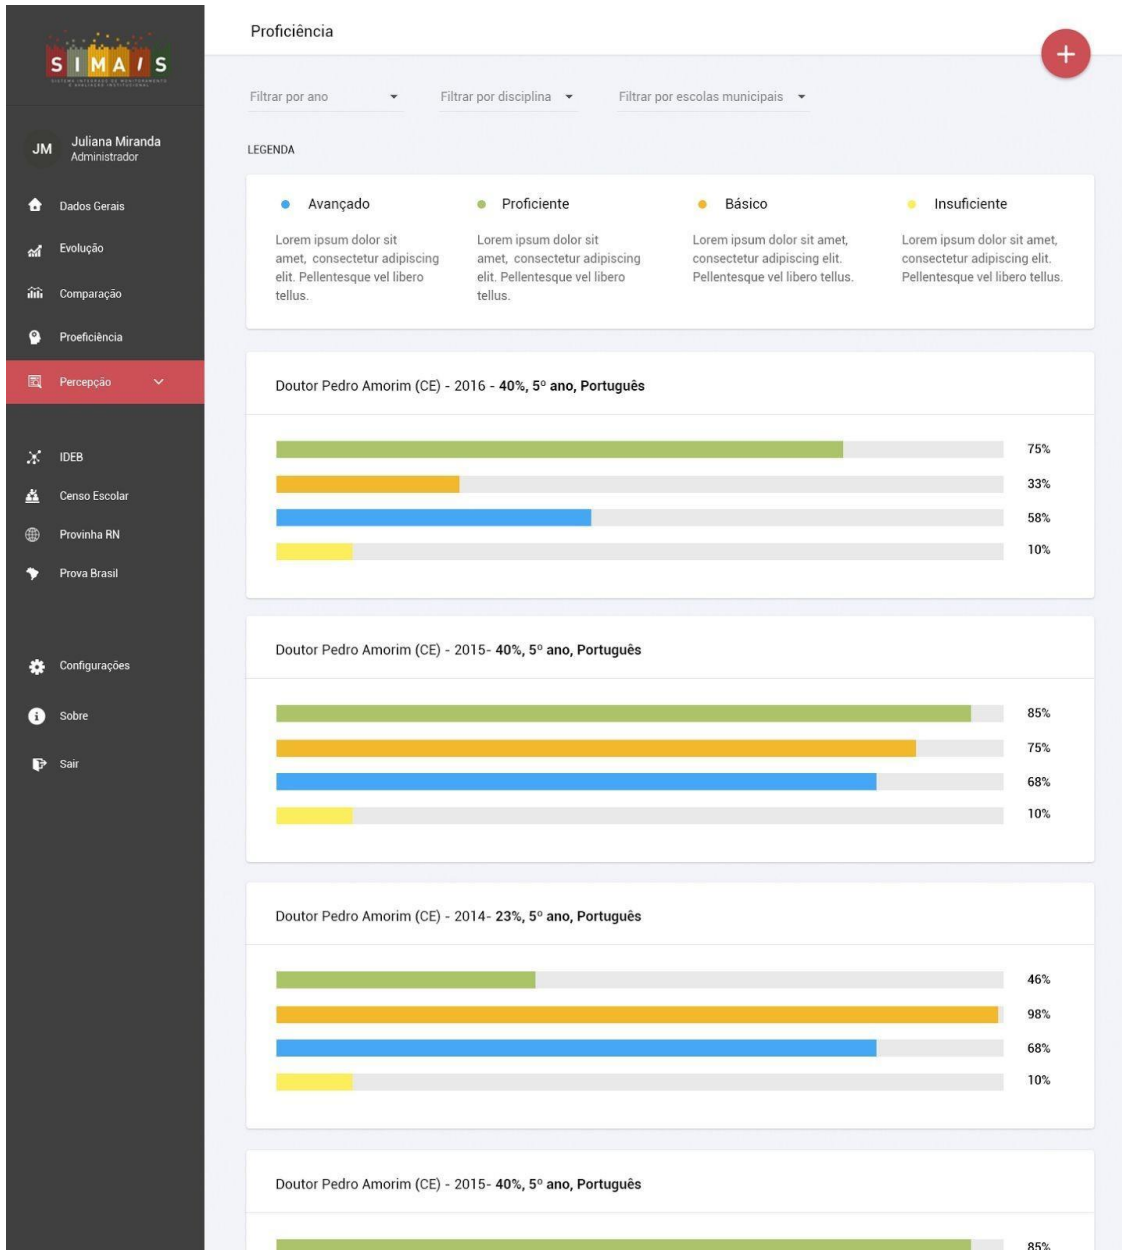 SIMAIS
SISTEMA INTEGRADO DE MONITORAMENTO
E AVALIAÇÃO INSTITUCIONAL
JM
Juliana Miranda
Administrador
Dados Gerais
Evolução
Comparação
Proeficiência
Percepção
IDEB
Censo Escolar
Provinha RN
Prova Brasil
Configurações
Sobre
Sair
Proficiência
+
Filtrar por ano
Filtrar por disciplina
Filtrar por escolas municipais
LEGENDA
Avançado
Lorem ipsum dolor sit
amet, consectetur adipiscing
elit. Pellentesque vel libero
tellus.
Proficiente
Lorem ipsum dolor sit
amet, consectetur adipiscing
elit. Pellentesque vel libero
tellus.
Básico
Lorem ipsum dolor sit amet,
consectetur adipiscing elit.
Pellentesque vel libero tellus.
Insuficiente
Lorem ipsum dolor sit amet,
consectetur adipiscing elit.
Pellentesque vel libero tellus.
Doutor Pedro Amorim (CE) - 2016 - 40%, 5º ano, Português
75%
33%
58%
10%
Doutor Pedro Amorim (CE) - 2015- 40%, 5º ano, Português
85%
75%
68%
10%
Doutor Pedro Amorim (CE) - 2014- 23%, 5º ano, Português
46%
98%
68%
10%
Doutor Pedro Amorim (CE) - 2015- 40%, 5º ano, Português
85%